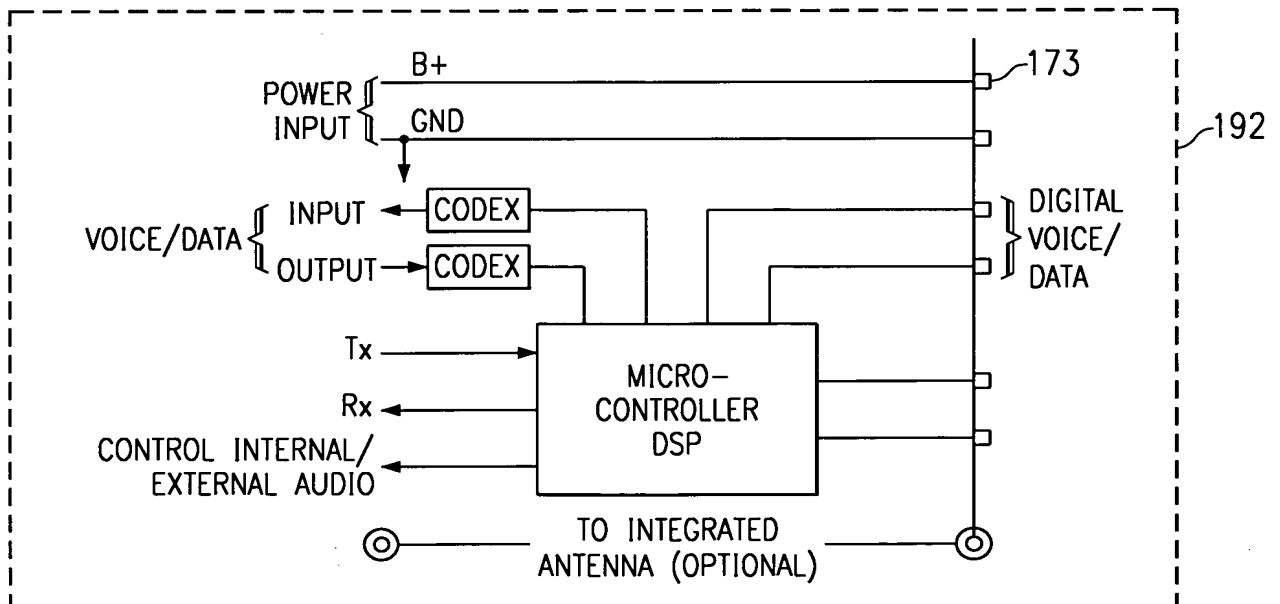 B+
173
POWER
INPUT
GND
192
INPUT
CODEX
DIGITAL
VOICE/
DATA
VOICE/DATA
OUTPUT
CODEX
Tx
MICRO-
CONTROLLER
DSP
Rx
CONTROL INTERNAL/
EXTERNAL AUDIO
TO INTEGRATED
ANTENNA (OPTIONAL)